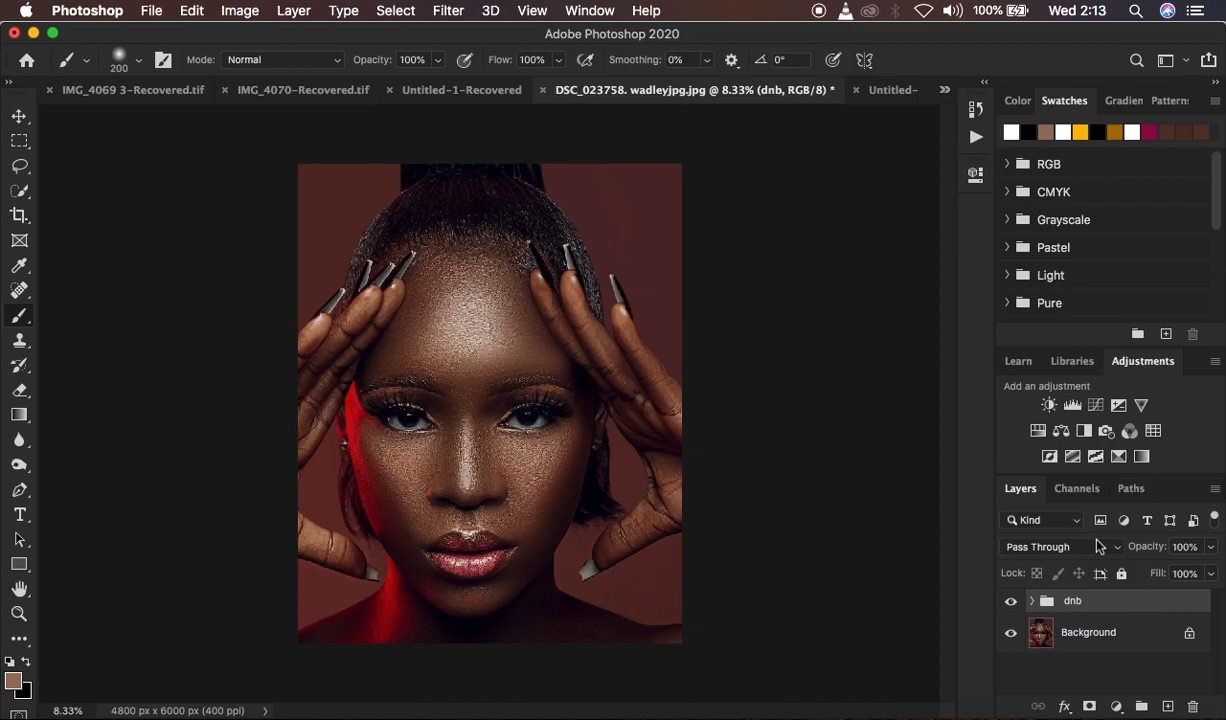 Photoshop File Edit Image Layer Type Select Filter 3D View Window Help 100% Wed 2:13
Adobe Photoshop 2020
200 Mode: Normal Opacity: 100% Flow: 100% Smoothing: 0% 0°
IMG_4069 3-Recovered.tif IMG_4070-Recovered.tif Untitled-1-Recovered DSC_023758. wadleyjpg.jpg @ 8.33% (dnb, RGB/8) * Untitled-
Color Swatches Gradien Pattern:
RGB
CMYK
Grayscale
Pastel
Light
Pure
Learn Libraries Adjustments
Add an adjustment
Layers Channels Paths
Kind
Pass Through Opacity: 100%
Lock: Fill: 100%
dnb
Background
8.33% 4800 px x 6000 px (400 ppi)